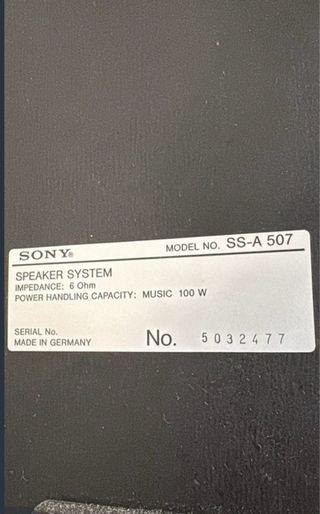 SONY® MODEL NO. SS-A 507
SPEAKER SYSTEM
IMPEDANCE: 6 Ohm
POWER HANDLING CAPACITY: MUSIC 100 W
SERIAL No.
MADE IN GERMANY No. 5032477